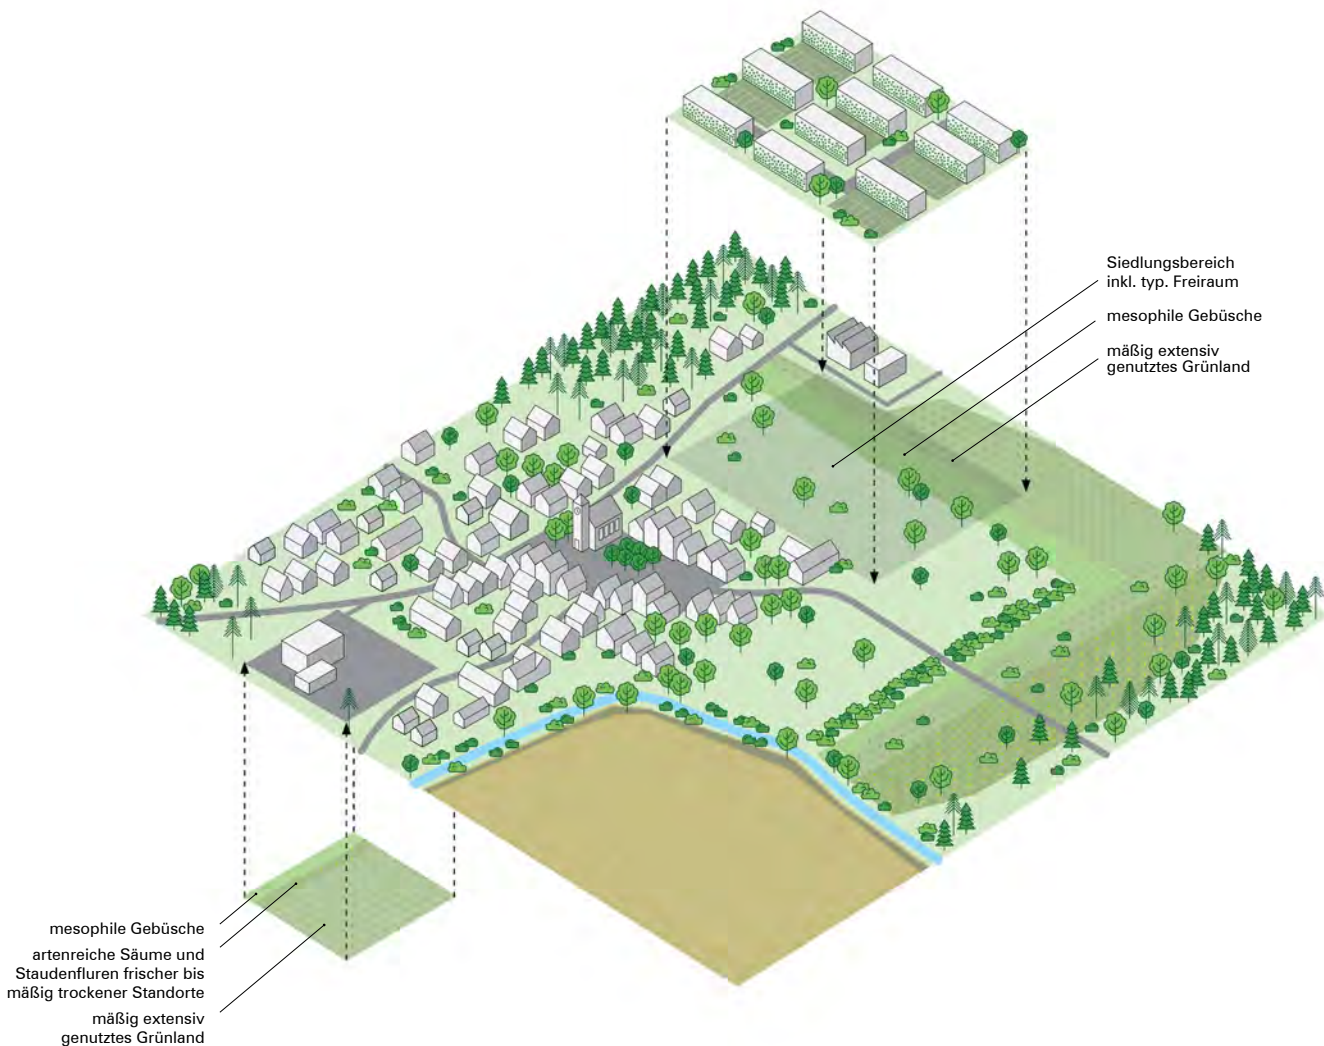 Siedlungsbereich
inkl. typ. Freiraum
mesophile Gebüsche
mäßig extensiv
genutztes Grünland
mesophile Gebüsche
artenreiche Säume und
Staudenfluren frischer bis
mäßig trockener Standorte
mäßig extensiv
genutztes Grünland